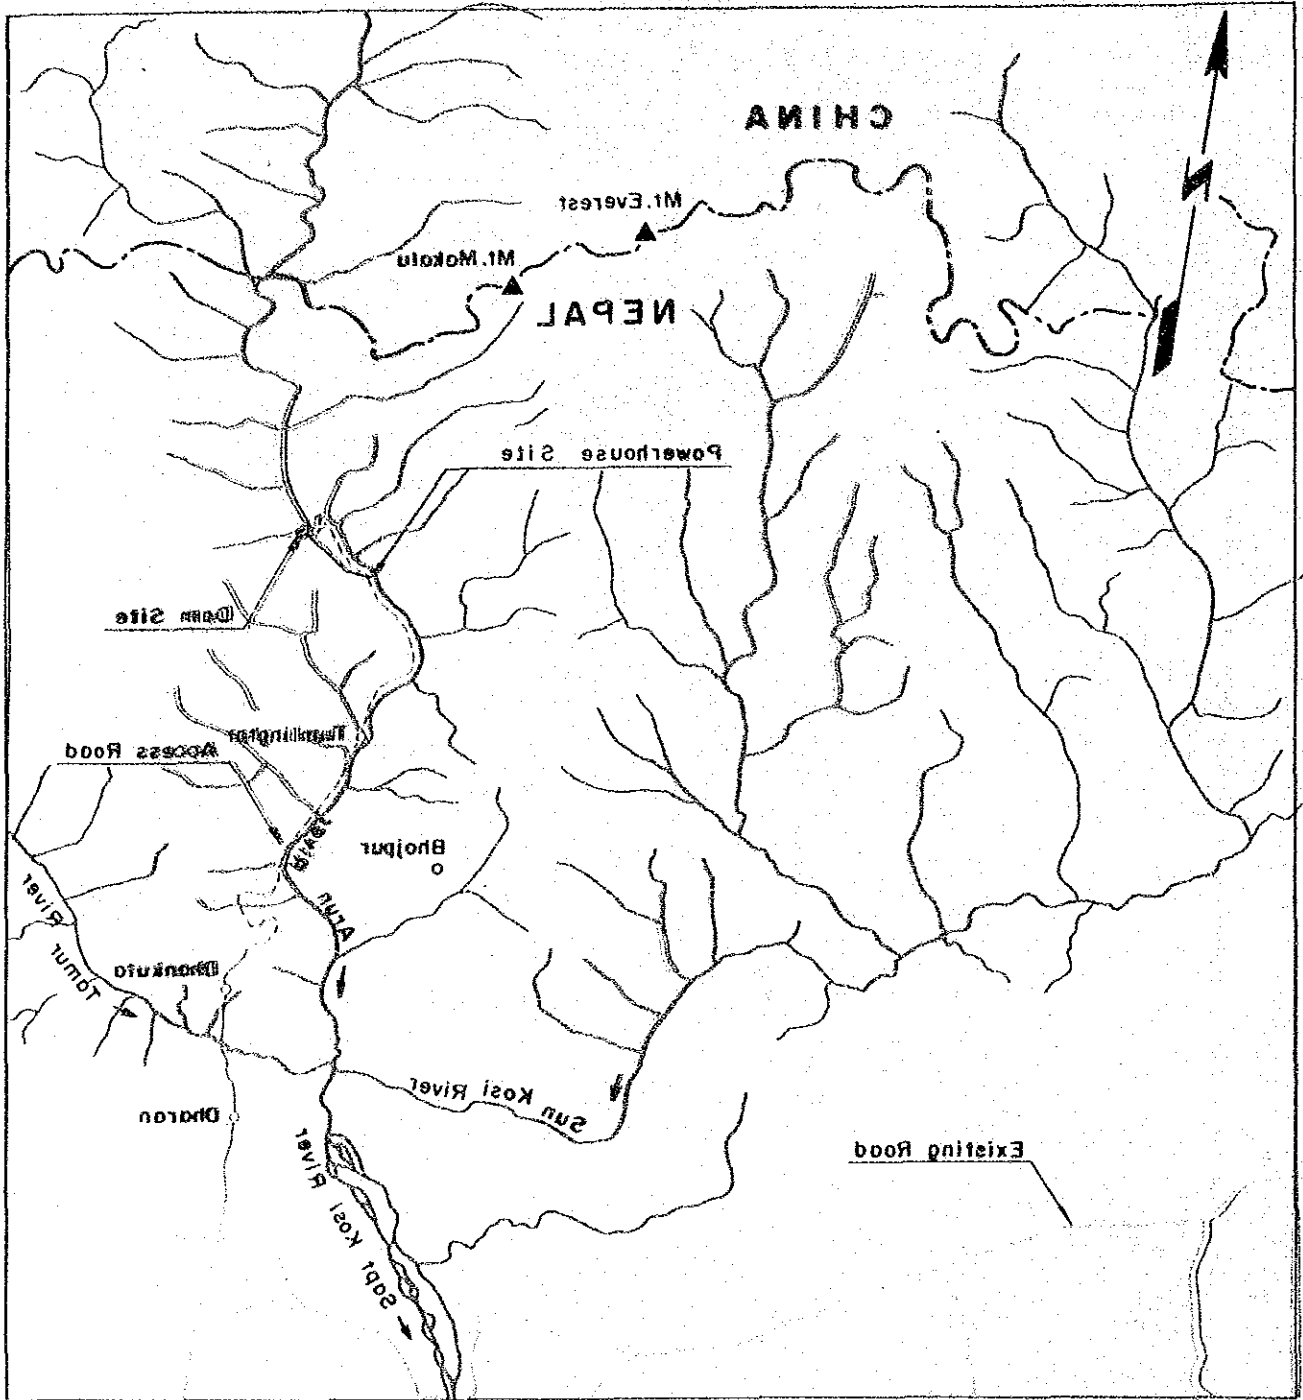 CHINA
N
Mt. Everest
Mt. Makalu
NEPAL
Powerhouse Site
Dam Site
Tumlingtar
Access Road
Bhojpur
Arun River
Tamur River
Dhankuta
Sun Kosi River
Dharan
Existing Road
Sapt Kosi River